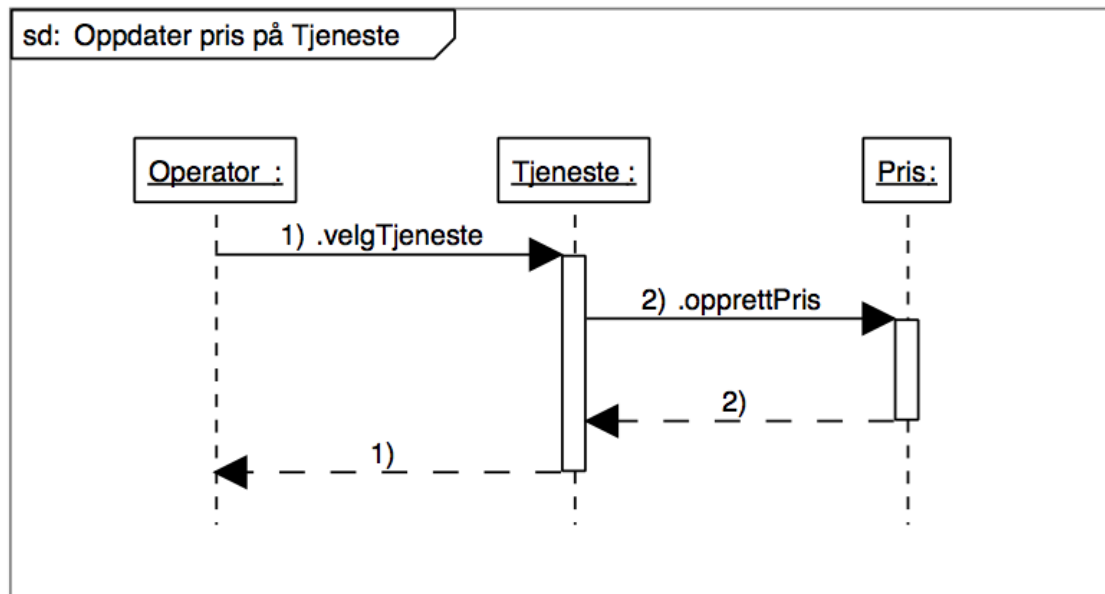 sd: Oppdater pris på Tjeneste
Operator :
Tjeneste :
Pris:
1) .velgTjeneste
2) .opprettPris
2)
1)